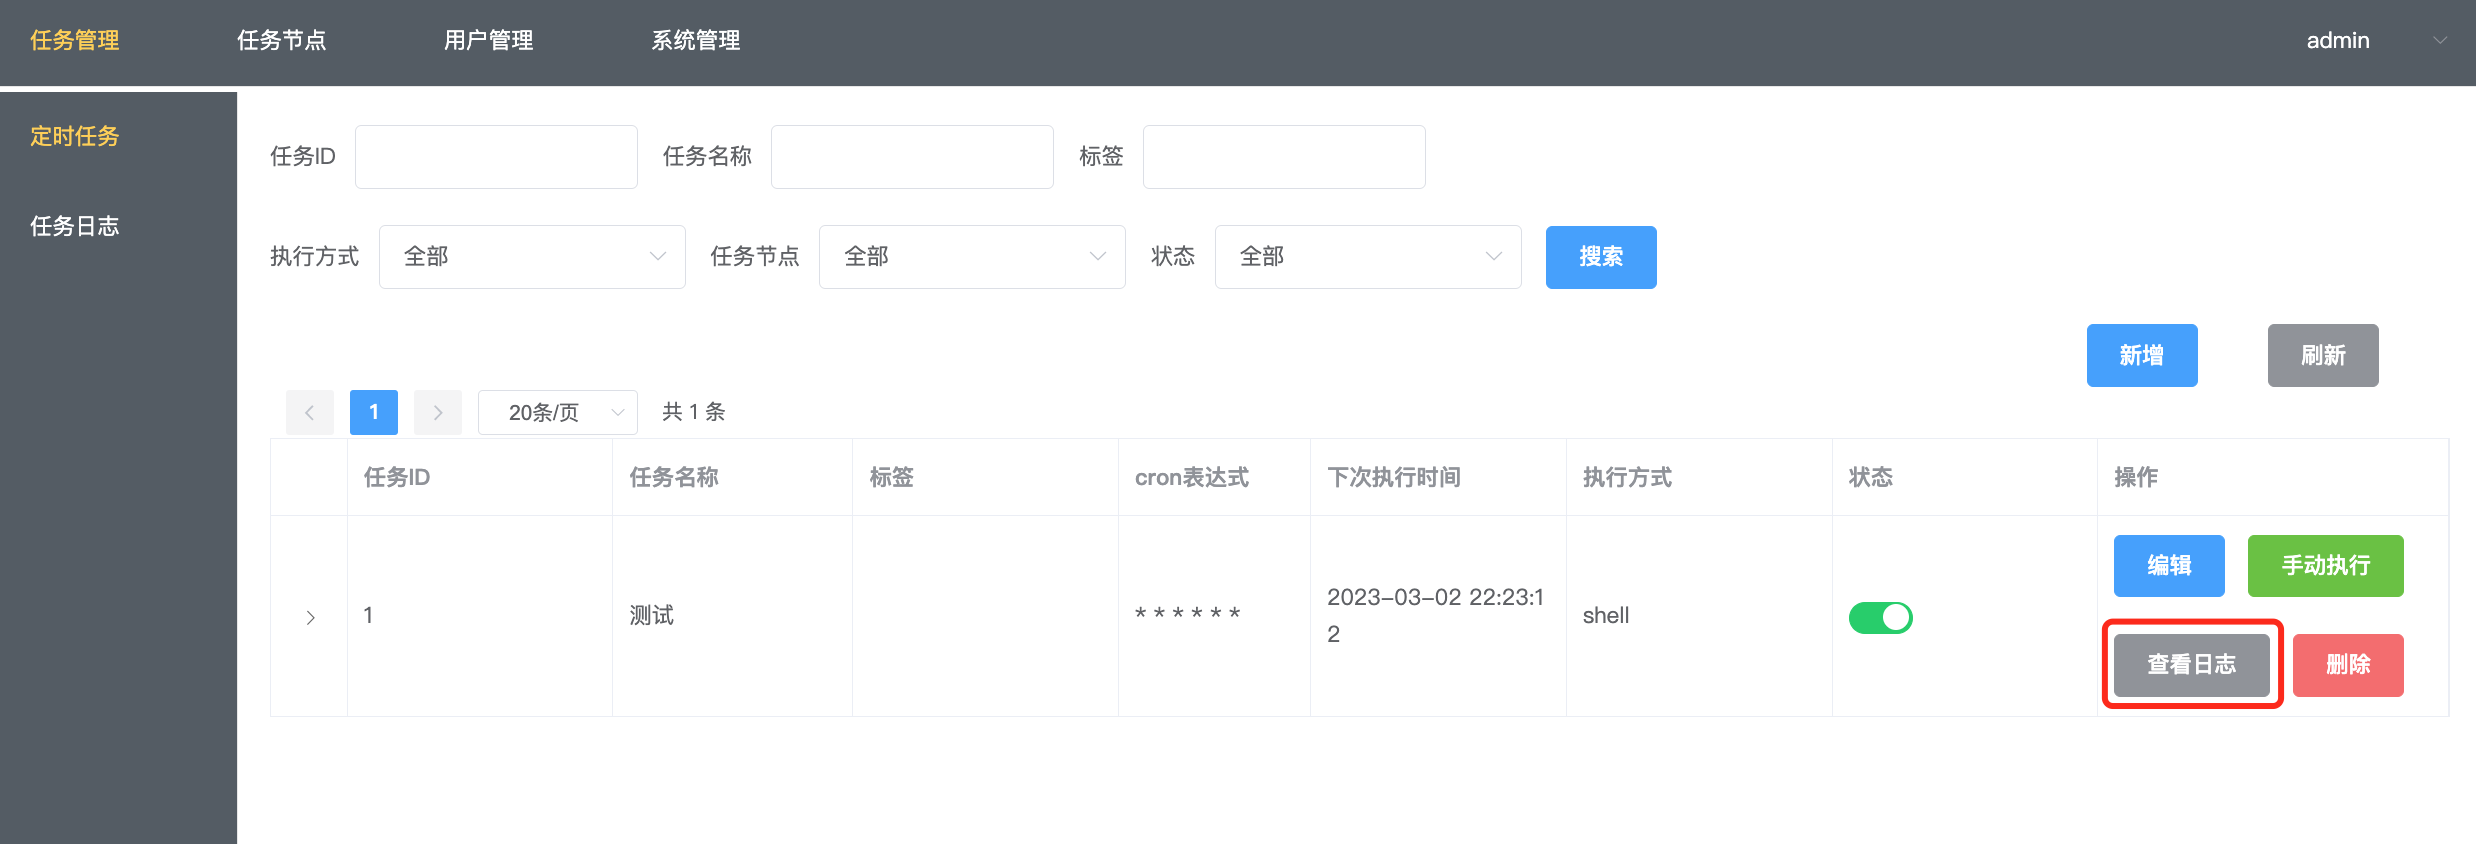 任务管理 任务节点 用户管理 系统管理 admin
定时任务
任务日志
任务ID 任务名称 标签
执行方式 全部 任务节点 全部 状态 全部 搜索
新增 刷新
1 20条/页 共 1 条
任务ID 任务名称 标签 cron表达式 下次执行时间 执行方式 状态 操作
1 测试 * * * * * * 2023-03-02 22:23:1
2 shell 编辑 手动执行
查看日志 删除